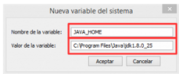 Nueva variable del sistema
Nombre de la variable: JAVA_HOME
Valor de la variable: C:\Program Files\Java\jdk1.8.0_25
Aceptar Cancelar